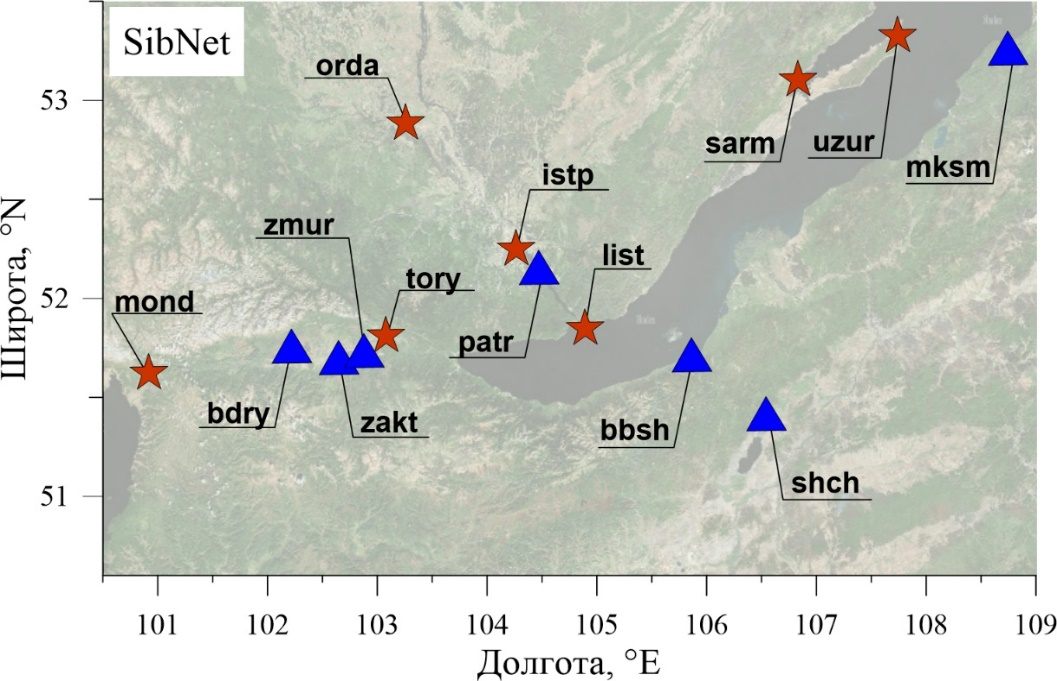 SibNet
orda
53
sarm
uzur
mksm
istp
zmur
list
tory
52
mond
patr
bdry
zakt
bbsh
shch
51
Широта, °N
101
102
103
104
105
106
107
108
109
Долгота, °E